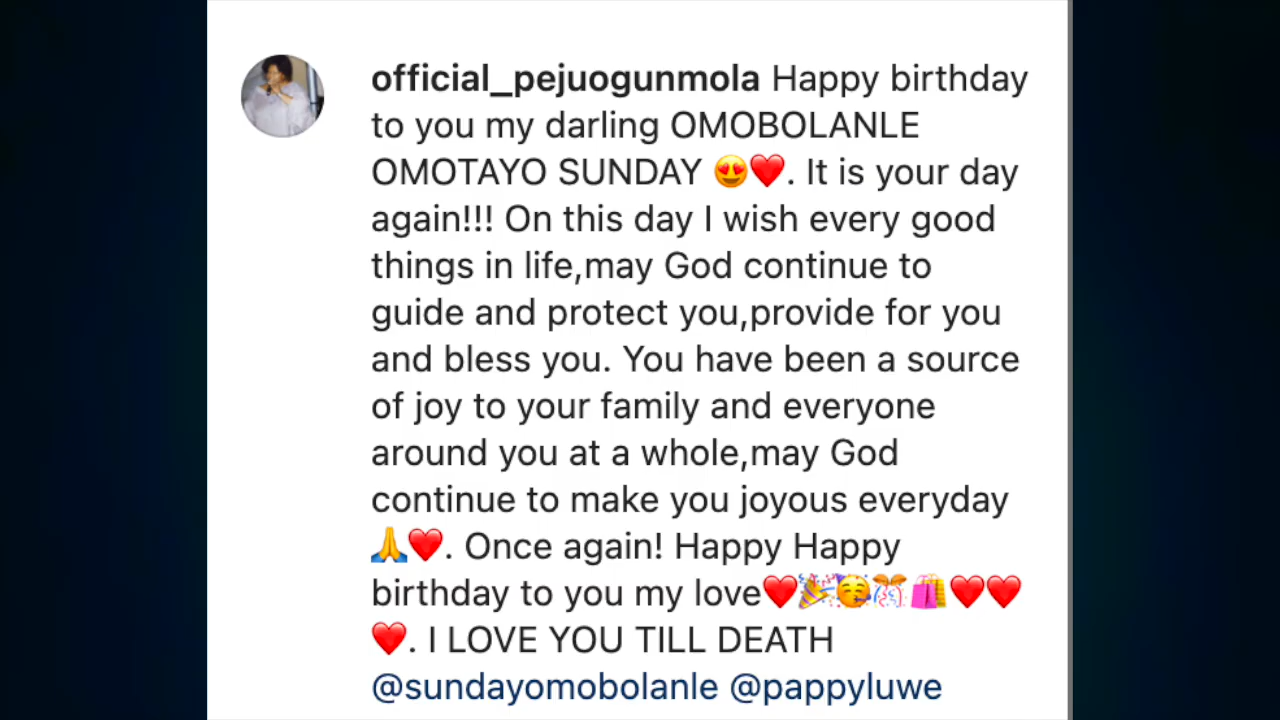 official_pejuogunmola Happy birthday
to you my darling OMOBOLANLE
OMOTAYO SUNDAY 😍❤️. It is your day
again!!! On this day I wish every good
things in life,may God continue to
guide and protect you,provide for you
and bless you. You have been a source
of joy to your family and everyone
around you at a whole,may God
continue to make you joyous everyday
🙏❤️. Once again! Happy Happy
birthday to you my love❤️🎉🥳🎊🛍️❤️❤️
❤️. I LOVE YOU TILL DEATH
@sundayomobolanle @pappyluwe